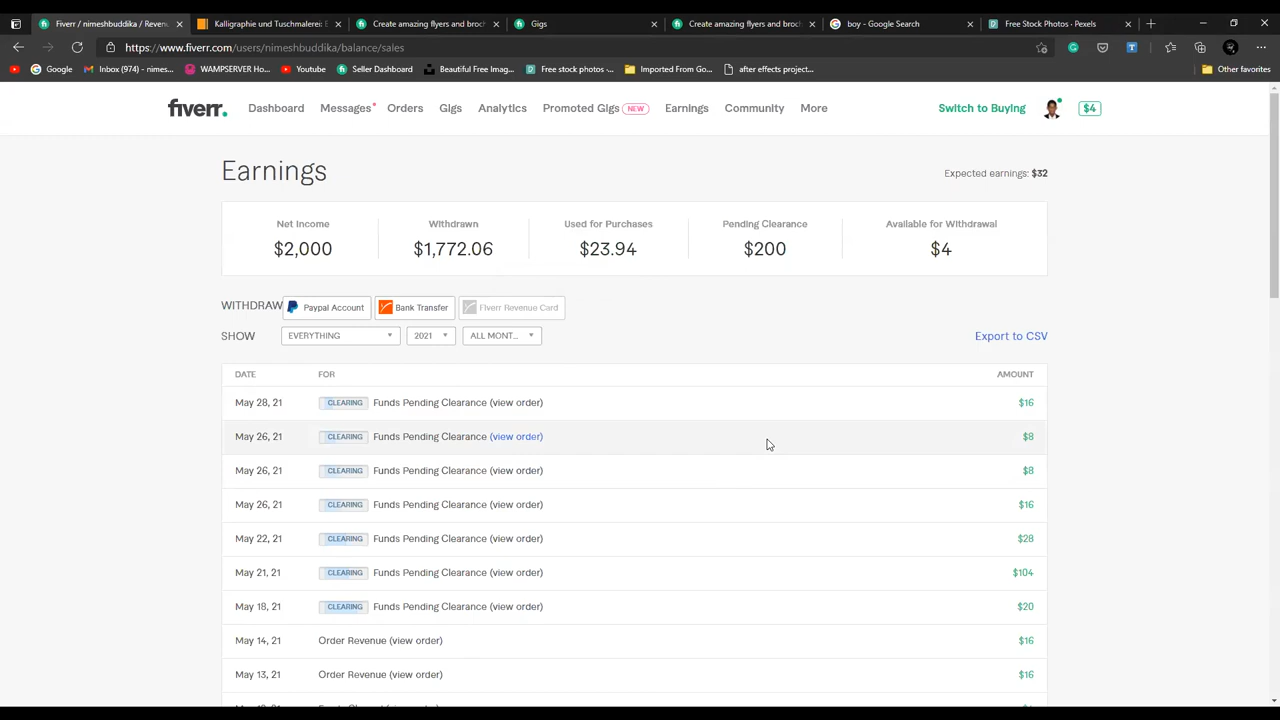 Fiverr / nimeshbuddika / Revenu
Kalligraphie und Tuschmalerei: E
Create amazing flyers and broch
Gigs
Create amazing flyers and broch
boy - Google Search
Free Stock Photos · Pexels
https://www.fiverr.com/users/nimeshbuddika/balance/sales
Google
Inbox (974) - nimes...
WAMPSERVER Ho...
Youtube
Seller Dashboard
Beautiful Free Imag...
Free stock photos ·...
Imported From Go...
after effects project...
Other favorites
fiverr.
Dashboard
Messages
Orders
Gigs
Analytics
Promoted Gigs NEW
Earnings
Community
More
Switch to Buying
$4
Earnings
Expected earnings: $32
Net Income
Withdrawn
Used for Purchases
Pending Clearance
Available for Withdrawal
$2,000
$1,772.06
$23.94
$200
$4
WITHDRAW Paypal Account Bank Transfer Fiverr Revenue Card
SHOW EVERYTHING 2021 ALL MONT...
Export to CSV
DATE FOR AMOUNT
May 28, 21 CLEARING Funds Pending Clearance (view order) $16
May 26, 21 CLEARING Funds Pending Clearance (view order) $8
May 26, 21 CLEARING Funds Pending Clearance (view order) $8
May 26, 21 CLEARING Funds Pending Clearance (view order) $16
May 22, 21 CLEARING Funds Pending Clearance (view order) $28
May 21, 21 CLEARING Funds Pending Clearance (view order) $104
May 18, 21 CLEARING Funds Pending Clearance (view order) $20
May 14, 21 Order Revenue (view order) $16
May 13, 21 Order Revenue (view order) $16